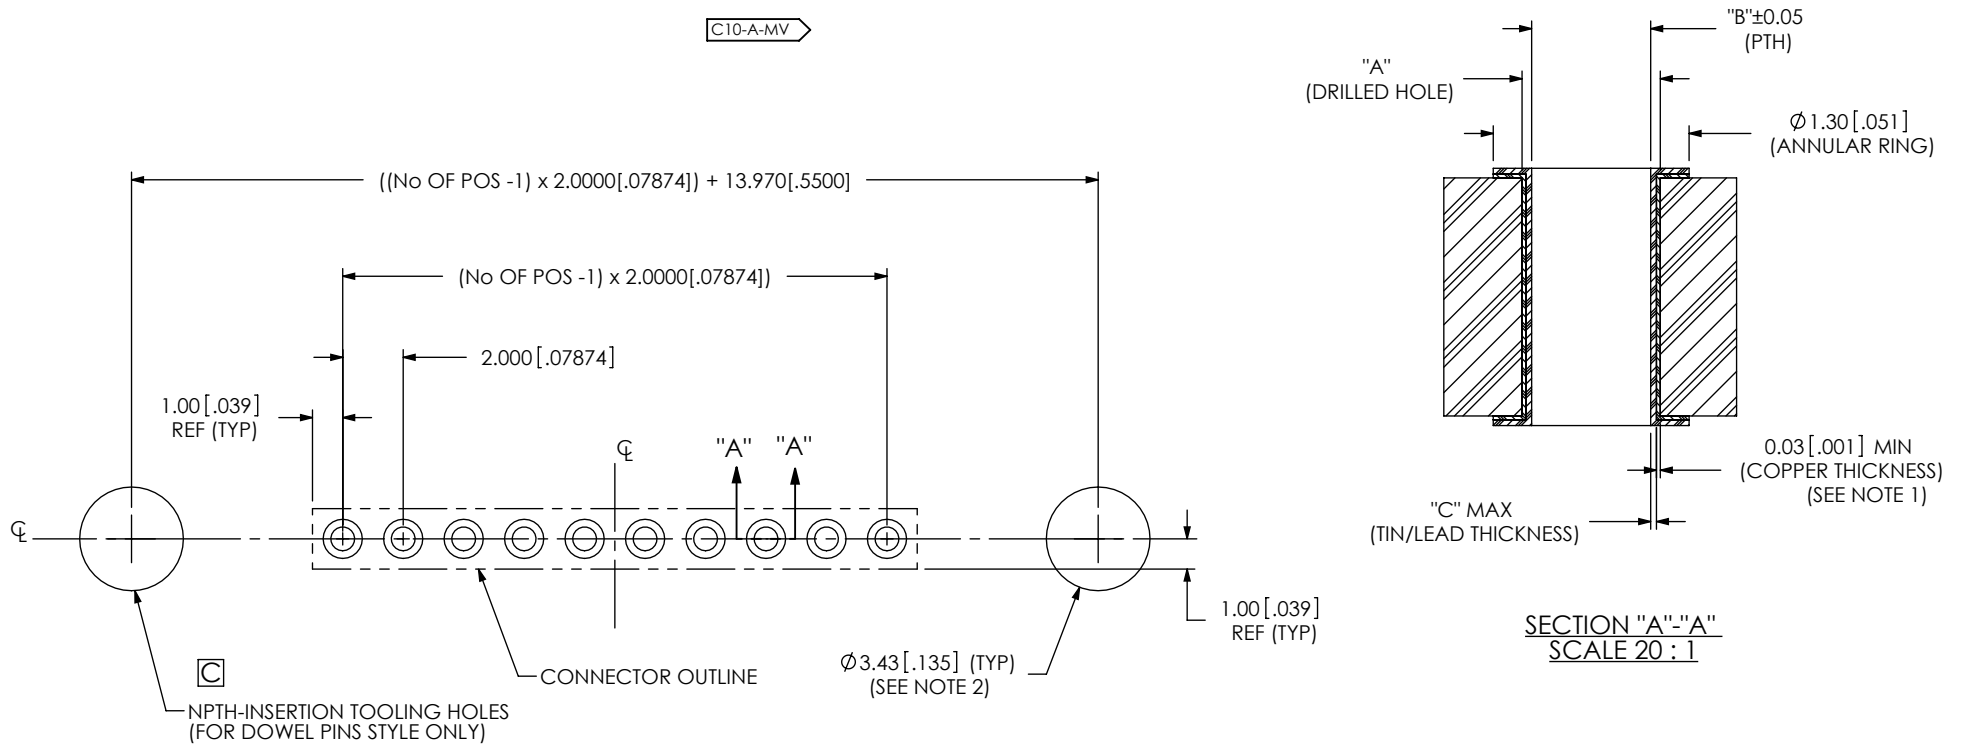 C10-A-MV
((No OF POS -1) x 2.0000[.07874]) + 13.970[.5500]
(No OF POS -1) x 2.0000[.07874])
2.000[.07874]
1.00[.039]
REF (TYP)
℄
"A" "A"
℄
1.00[.039]
REF (TYP)
CONNECTOR OUTLINE
Ø3.43[.135] (TYP)
(SEE NOTE 2)
C
NPTH-INSERTION TOOLING HOLES
(FOR DOWEL PINS STYLE ONLY)
"B"±0.05
(PTH)
"A"
(DRILLED HOLE)
Ø1.30[.051]
(ANNULAR RING)
0.03[.001] MIN
(COPPER THICKNESS)
(SEE NOTE 1)
"C" MAX
(TIN/LEAD THICKNESS)
SECTION "A"-"A"
SCALE 20 : 1